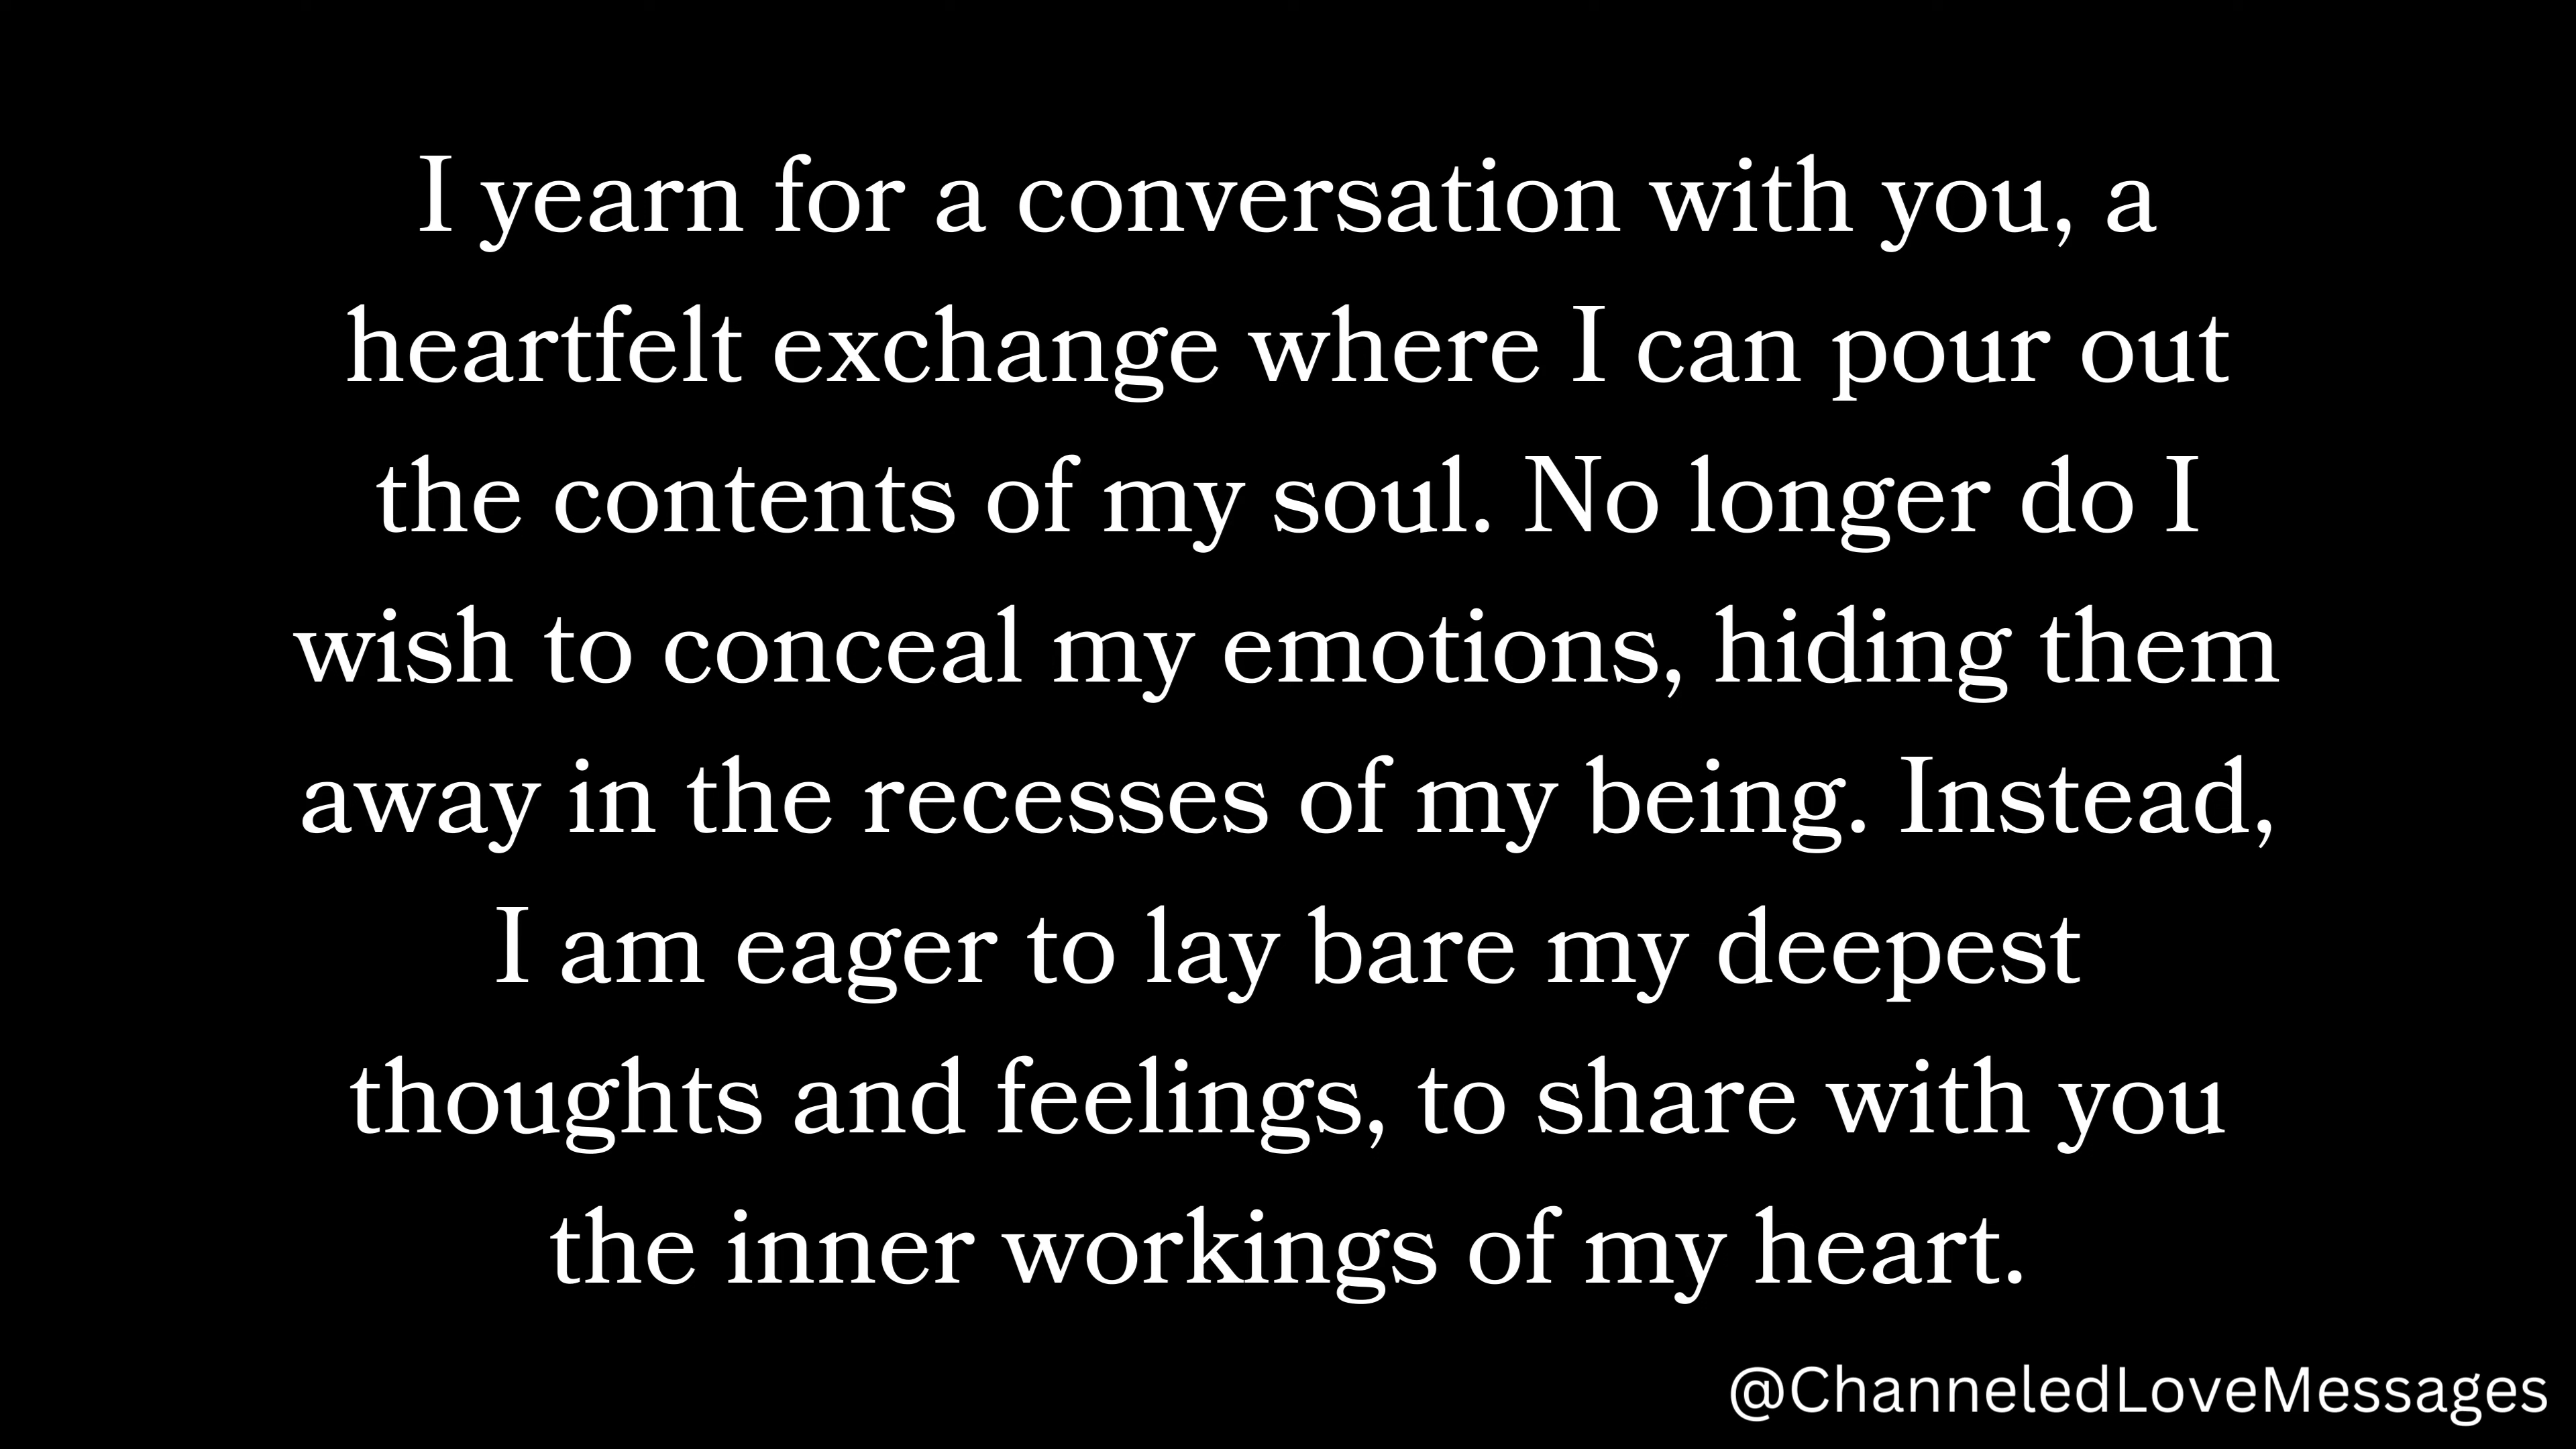 I yearn for a conversation with you, a
heartfelt exchange where I can pour out
the contents of my soul. No longer do I
wish to conceal my emotions, hiding them
away in the recesses of my being. Instead,
I am eager to lay bare my deepest
thoughts and feelings, to share with you
the inner workings of my heart.
@ChanneledLoveMessages